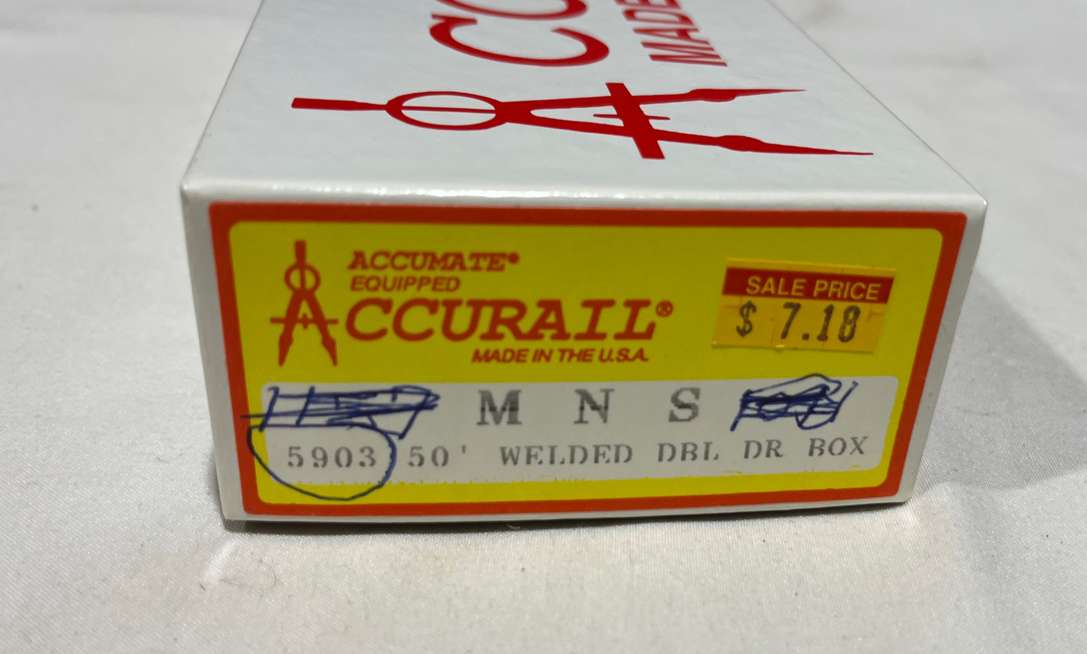 MADE
ACCUMATE®
EQUIPPED
ACCURAIL®
MADE IN THE U.S.A.
SALE PRICE
$ 7.18
M N S
5903 50' WELDED DBL DR BOX